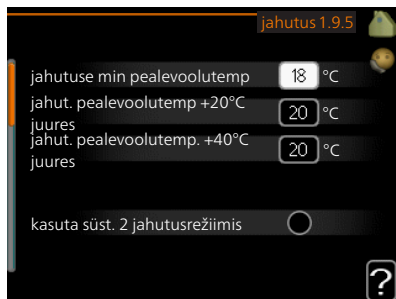 jahutus 1.9.5
jahutuse min pealevoolutemp 18 °C
jahut. pealevoolutemp +20°C
juures 20 °C
jahut. pealevoolutemp. +40°C
juures 20 °C
kasuta süst. 2 jahutusrežiimis
?